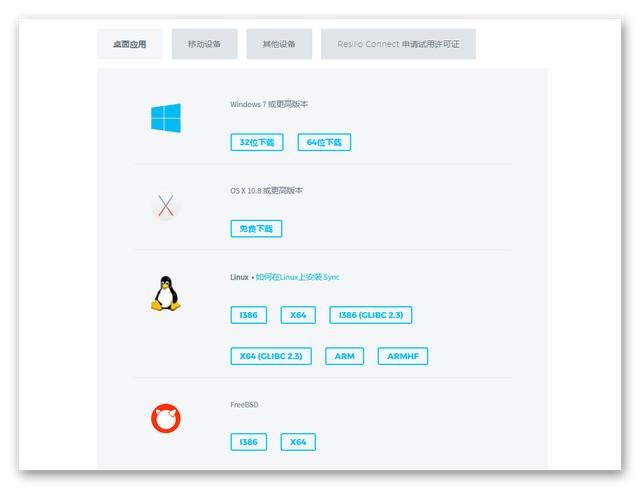 桌面应用 移动设备 其他设备 Resilio Connect 申请试用许可证
Windows 7 或更高版本
32位下载 64位下载
OS X 10.8 或更高版本
免费下载
Linux • 如何在Linux上安装 Sync
I386 X64 I386 (GLIBC 2.3)
X64 (GLIBC 2.3) ARM ARMHF
FreeBSD
I386 X64